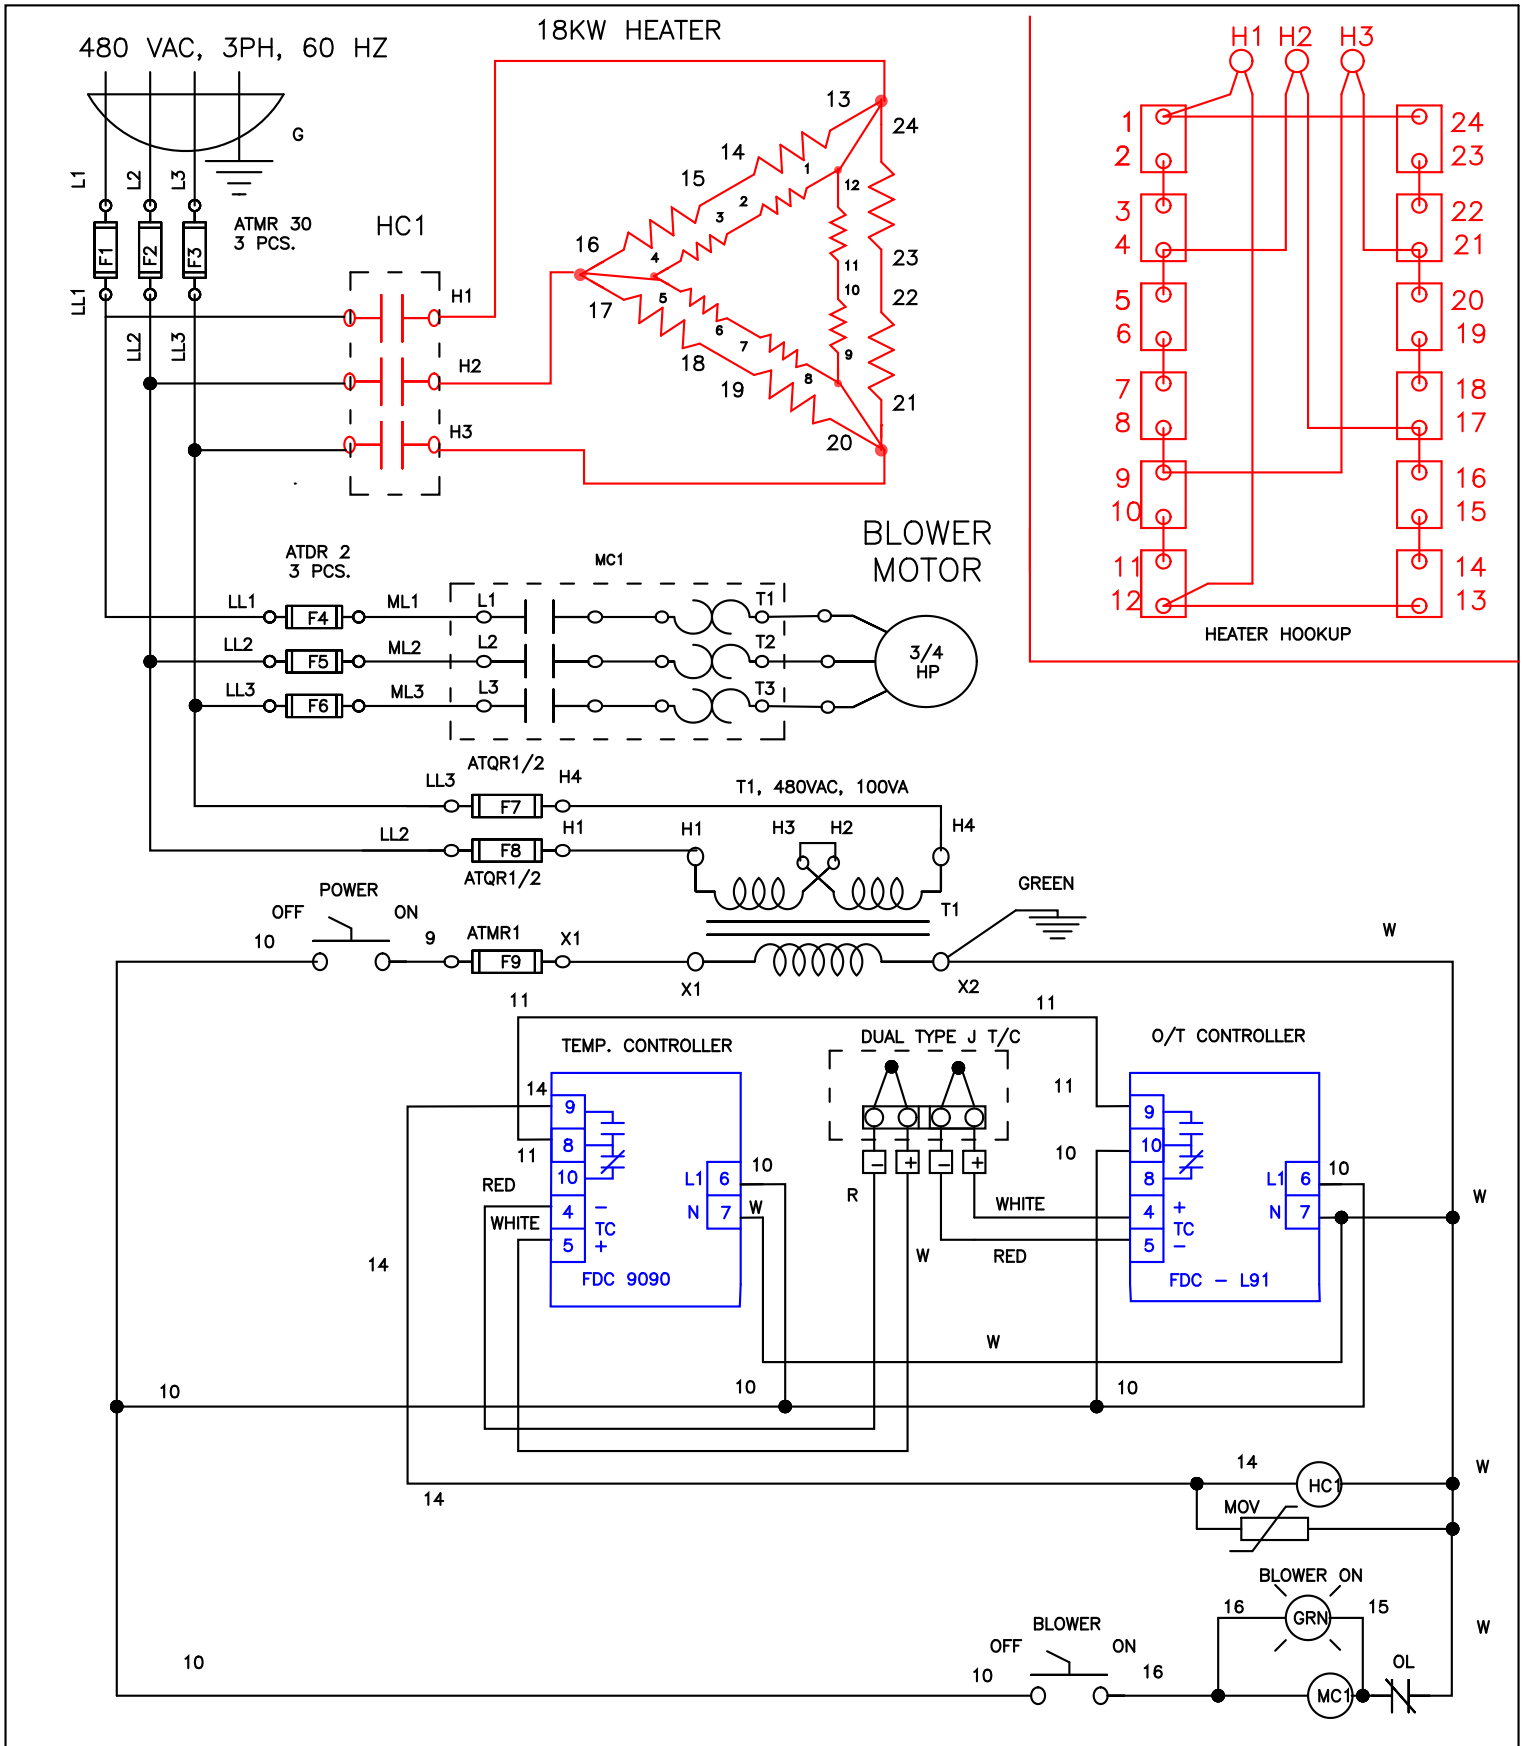 480 VAC, 3PH, 60 HZ
18KW HEATER
G
L1
L2
L3
ATMR 30
3 PCS.
F1
F2
F3
LL1
LL2
LL3
HC1
H1
H2
H3
13
24
14
15
16
17
18
19
20
21
22
23
1
2
3
4
5
6
7
8
9
10
11
12
H1 H2 H3
1
2
3
4
5
6
7
8
9
10
11
12
24
23
22
21
20
19
18
17
16
15
14
13
HEATER HOOKUP
BLOWER
MOTOR
ATDR 2
3 PCS.
MC1
LL1 F4 ML1 L1 T1
LL2 F5 ML2 L2 T2
LL3 F6 ML3 L3 T3
3/4
HP
ATQR1/2
LL3 F7 H4
T1, 480VAC, 100VA
LL2 F8 H1
ATQR1/2
H1 H3 H2 H4
T1
GREEN
POWER
OFF ON
10 9
ATMR1
F9
X1
X1
X2
W
11
11
TEMP. CONTROLLER
DUAL TYPE J T/C
O/T CONTROLLER
14
11
9
8
10
4 −
TC
5 +
RED
WHITE
L1 6
N 7
10
W
FDC 9090
− + − +
R
W
WHITE
RED
11
10
9
10
8
4 +
TC
5 −
L1 6
N 7
10
FDC − L91
W
14
W
10
10
10
14
14
HC1
W
MOV
BLOWER ON
16 GRN 15
W
BLOWER
OFF ON
10
10
16
MC1
OL